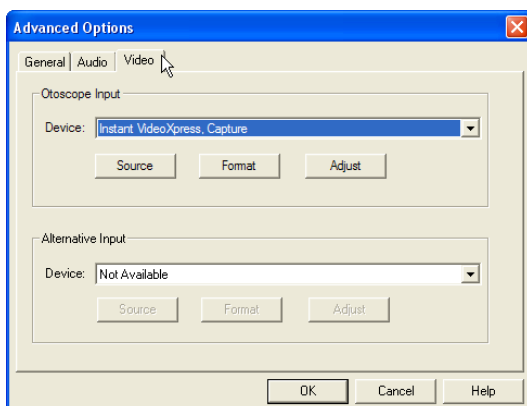 Advanced Options
General Audio Video
Otoscope Input
Device: Instant VideoXpress, Capture
Source Format Adjust
Alternative Input
Device: Not Available
Source Format Adjust
OK Cancel Help